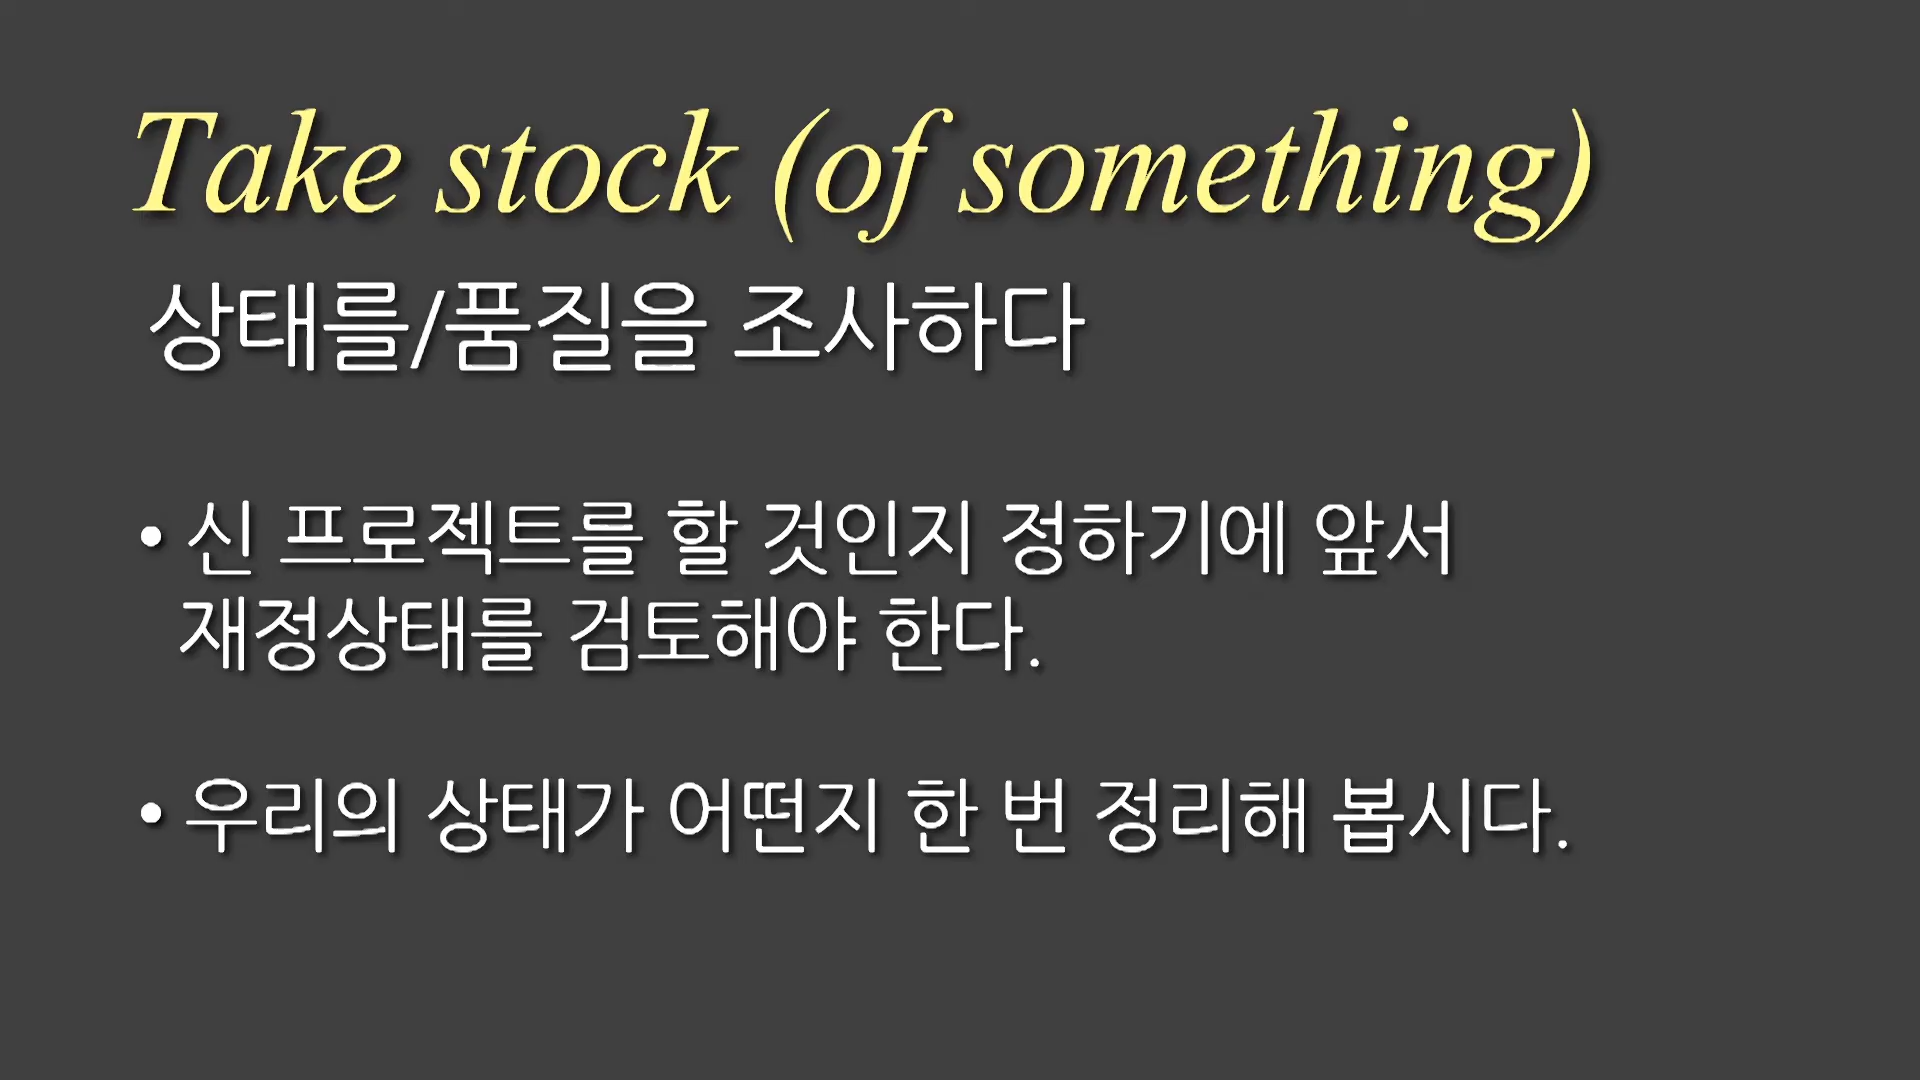 Take stock (of something)
상태를/품질을 조사하다
• 신 프로젝트를 할 것인지 정하기에 앞서
재정상태를 검토해야 한다.
• 우리의 상태가 어떤지 한 번 정리해 봅시다.